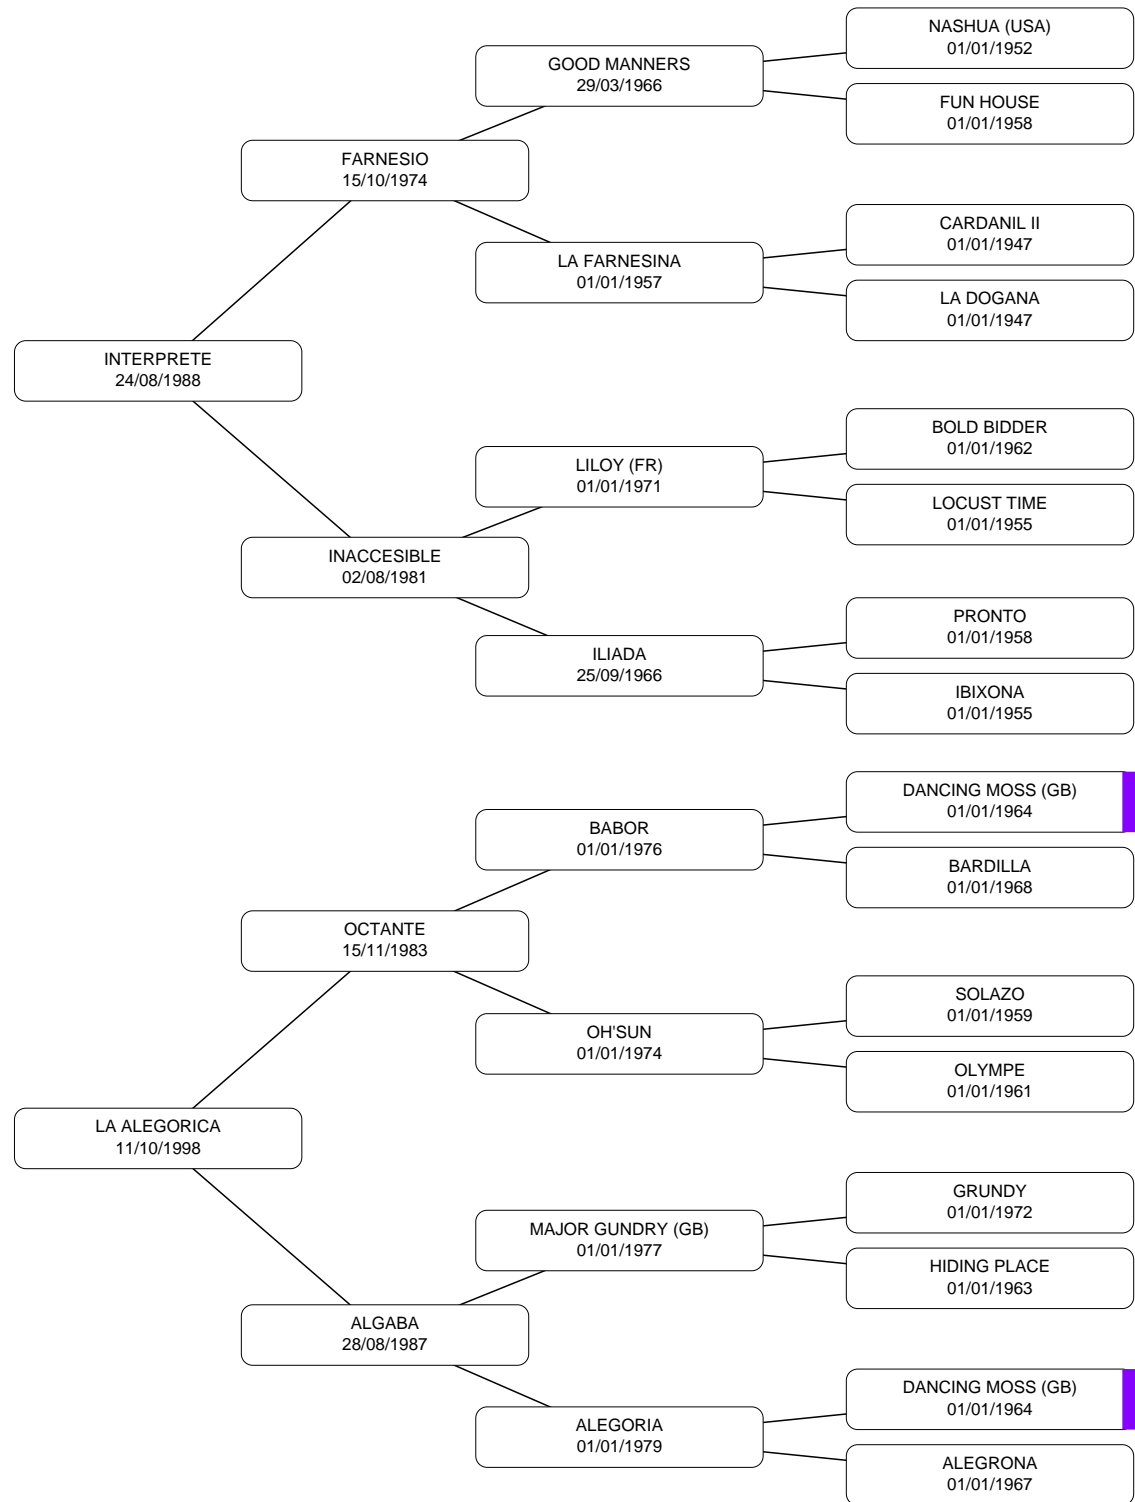 NASHUA (USA)
01/01/1952
GOOD MANNERS
29/03/1966
FUN HOUSE
01/01/1958
FARNESIO
15/10/1974
CARDANIL II
01/01/1947
LA FARNESINA
01/01/1957
LA DOGANA
01/01/1947
INTERPRETE
24/08/1988
BOLD BIDDER
01/01/1962
LILOY (FR)
01/01/1971
LOCUST TIME
01/01/1955
INACCESIBLE
02/08/1981
PRONTO
01/01/1958
ILIADA
25/09/1966
IBIXONA
01/01/1955
DANCING MOSS (GB)
01/01/1964
BABOR
01/01/1976
BARDILLA
01/01/1968
OCTANTE
15/11/1983
SOLAZO
01/01/1959
OH'SUN
01/01/1974
OLYMPE
01/01/1961
LA ALEGORICA
11/10/1998
GRUNDY
01/01/1972
MAJOR GUNDRY (GB)
01/01/1977
HIDING PLACE
01/01/1963
ALGABA
28/08/1987
DANCING MOSS (GB)
01/01/1964
ALEGORIA
01/01/1979
ALEGRONA
01/01/1967